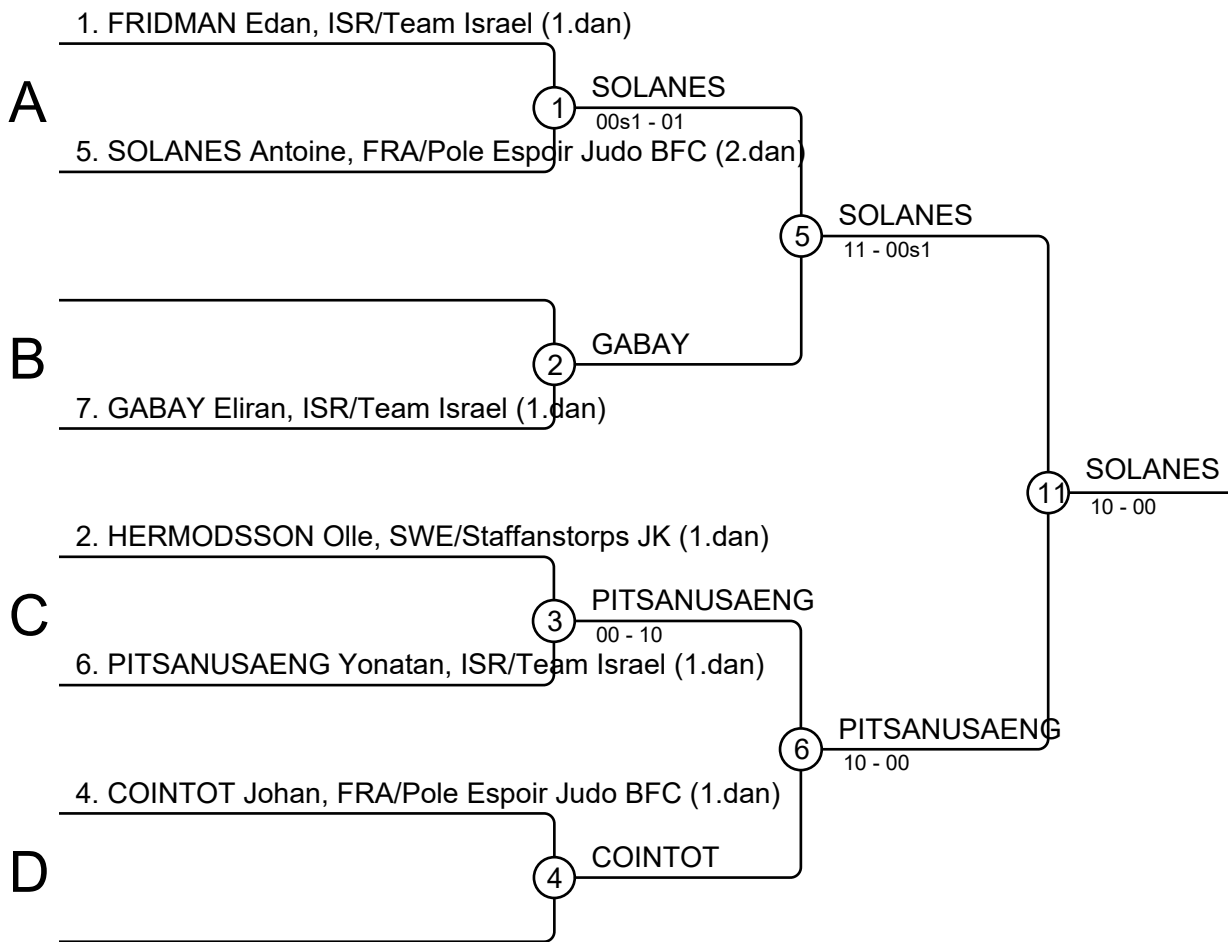 1. FRIDMAN Edan, ISR/Team Israel (1.dan)
A
1
SOLANES
00s1 - 01
5. SOLANES Antoine, FRA/Pole Espoir Judo BFC (2.dan)
5
SOLANES
11 - 00s1
B
2
GABAY
7. GABAY Eliran, ISR/Team Israel (1.dan)
11
SOLANES
10 - 00
2. HERMODSSON Olle, SWE/Staffanstorps JK (1.dan)
C
3
PITSANUSAENG
00 - 10
6. PITSANUSAENG Yonatan, ISR/Team Israel (1.dan)
6
PITSANUSAENG
10 - 00
4. COINTOT Johan, FRA/Pole Espoir Judo BFC (1.dan)
D
4
COINTOT